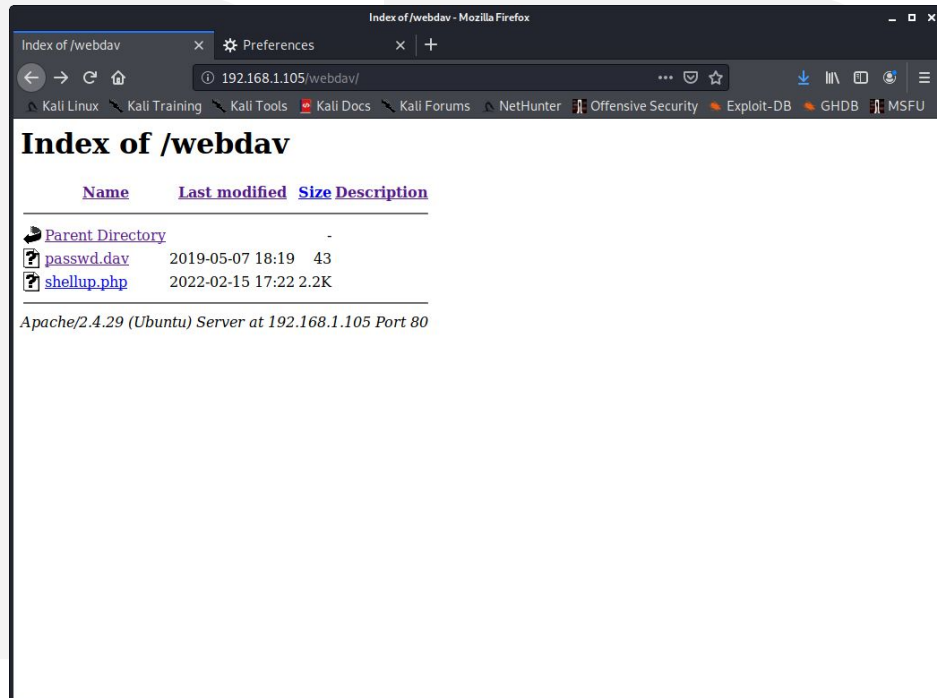 Index of /webdav - Mozilla Firefox
Index of /webdav
Preferences
192.168.1.105/webdav/
Kali Linux Kali Training Kali Tools Kali Docs Kali Forums NetHunter Offensive Security Exploit-DB GHDB MSFU
Index of /webdav
Name Last modified Size Description
Parent Directory -
passwd.dav 2019-05-07 18:19 43
shellup.php 2022-02-15 17:22 2.2K
Apache/2.4.29 (Ubuntu) Server at 192.168.1.105 Port 80